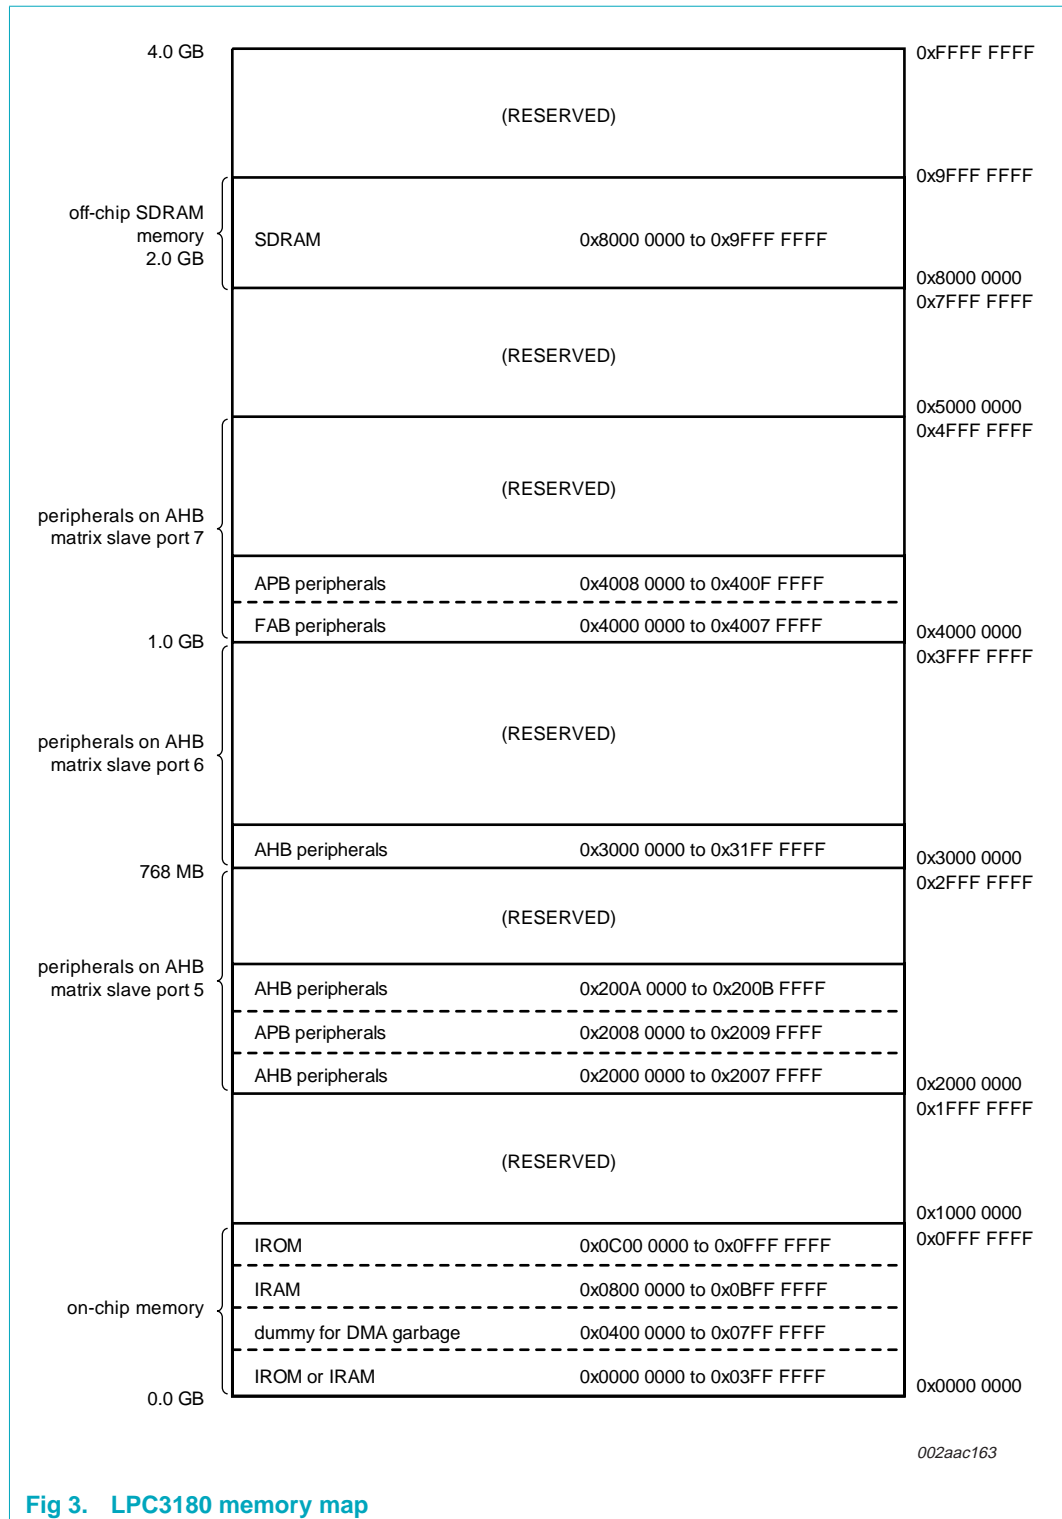 4.0 GB 0xFFFF FFFF
(RESERVED)
0x9FFF FFFF
off-chip SDRAM
memory
2.0 GB
SDRAM 0x8000 0000 to 0x9FFF FFFF
0x8000 0000
0x7FFF FFFF
(RESERVED)
0x5000 0000
0x4FFF FFFF
(RESERVED)
peripherals on AHB
matrix slave port 7
APB peripherals 0x4008 0000 to 0x400F FFFF
FAB peripherals 0x4000 0000 to 0x4007 FFFF
1.0 GB
0x4000 0000
0x3FFF FFFF
(RESERVED)
peripherals on AHB
matrix slave port 6
AHB peripherals 0x3000 0000 to 0x31FF FFFF
768 MB
0x3000 0000
0x2FFF FFFF
(RESERVED)
peripherals on AHB
matrix slave port 5
AHB peripherals 0x200A 0000 to 0x200B FFFF
APB peripherals 0x2008 0000 to 0x2009 FFFF
AHB peripherals 0x2000 0000 to 0x2007 FFFF
0x2000 0000
0x1FFF FFFF
(RESERVED)
0x1000 0000
0x0FFF FFFF
IROM 0x0C00 0000 to 0x0FFF FFFF
IRAM 0x0800 0000 to 0x0BFF FFFF
on-chip memory
dummy for DMA garbage 0x0400 0000 to 0x07FF FFFF
IROM or IRAM 0x0000 0000 to 0x03FF FFFF
0.0 GB 0x0000 0000
002aac163
Fig 3. LPC3180 memory map